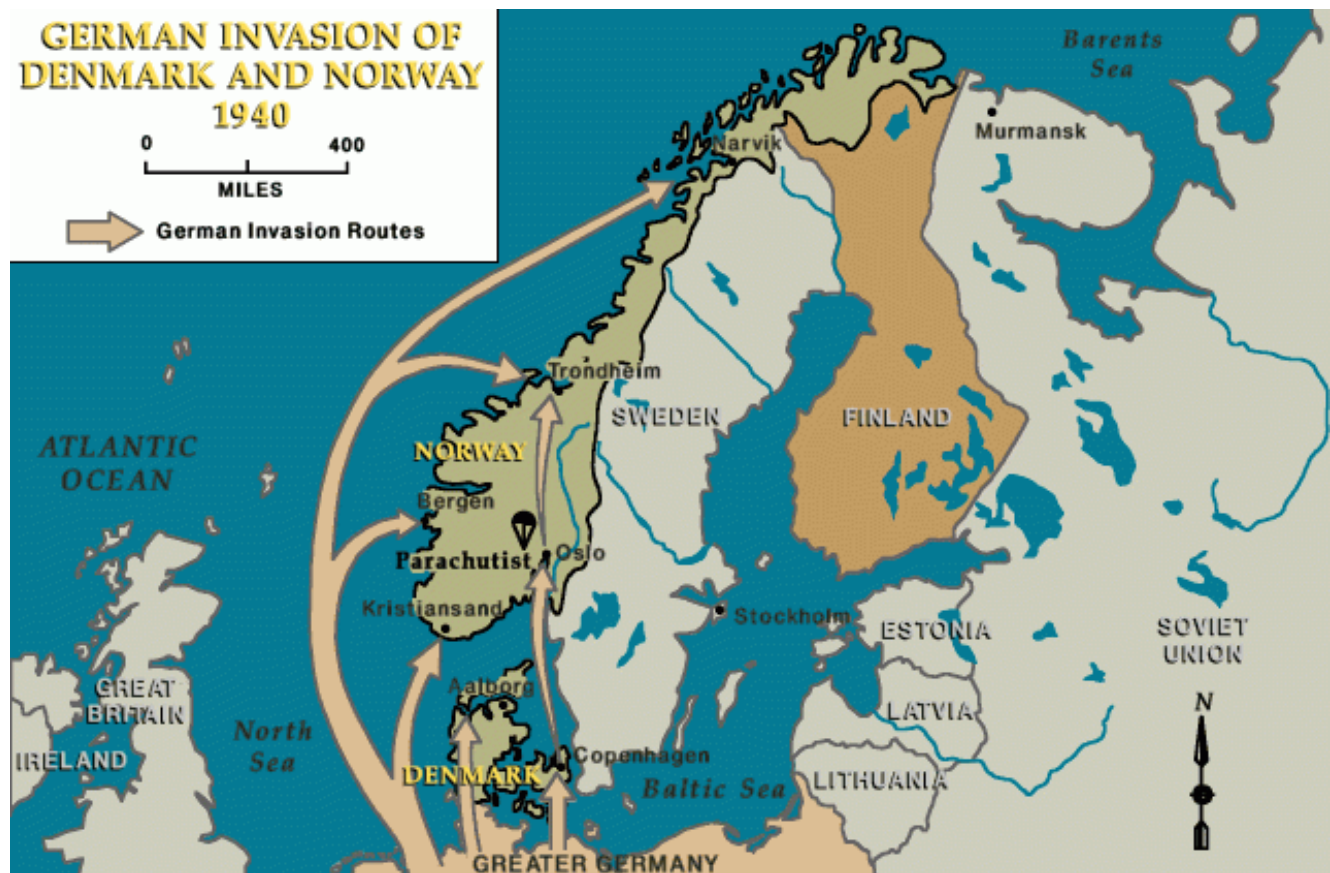 GERMAN INVASION OF
DENMARK AND NORWAY
1940
0 400
MILES
German Invasion Routes
Barents
Sea
Murmansk
Narvik
Trondheim
SWEDEN
FINLAND
ATLANTIC
OCEAN
NORWAY
Bergen
Parachutist
Oslo
Kristiansand
Stockholm
ESTONIA
SOVIET
UNION
GREAT
BRITAIN
Aalborg
LATVIA
N
North
Sea
IRELAND
Copenhagen
DENMARK
Baltic Sea
LITHUANIA
GREATER GERMANY